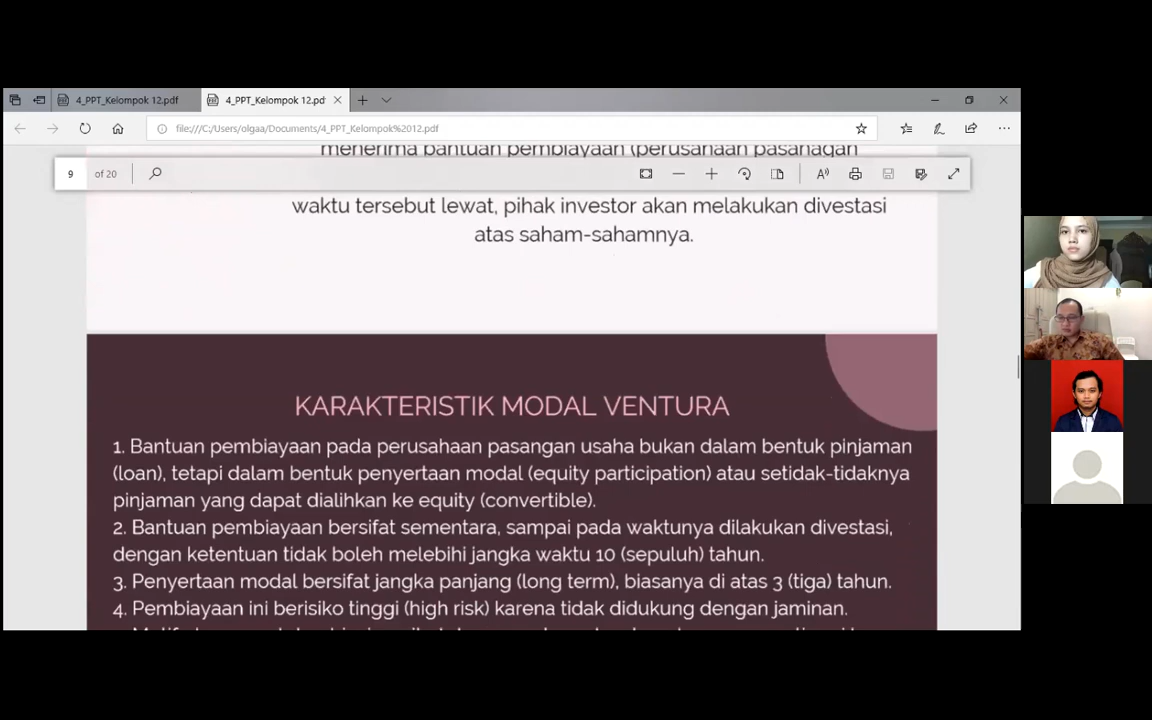 4_PPT_Kelompok 12.pdf
4_PPT_Kelompok 12.pd
file:///C:/Users/olgaa/Documents/4_PPT_Kelompok%2012.pdf
menerima bantuan pembiayaan (perusahaan pasanagan
9 of 20
waktu tersebut lewat, pihak investor akan melakukan divestasi
atas saham-sahamnya.
KARAKTERISTIK MODAL VENTURA
1. Bantuan pembiayaan pada perusahaan pasangan usaha bukan dalam bentuk pinjaman
(loan), tetapi dalam bentuk penyertaan modal (equity participation) atau setidak-tidaknya
pinjaman yang dapat dialihkan ke equity (convertible).
2. Bantuan pembiayaan bersifat sementara, sampai pada waktunya dilakukan divestasi,
dengan ketentuan tidak boleh melebihi jangka waktu 10 (sepuluh) tahun.
3. Penyertaan modal bersifat jangka panjang (long term), biasanya di atas 3 (tiga) tahun.
4. Pembiayaan ini berisiko tinggi (high risk) karena tidak didukung dengan jaminan.